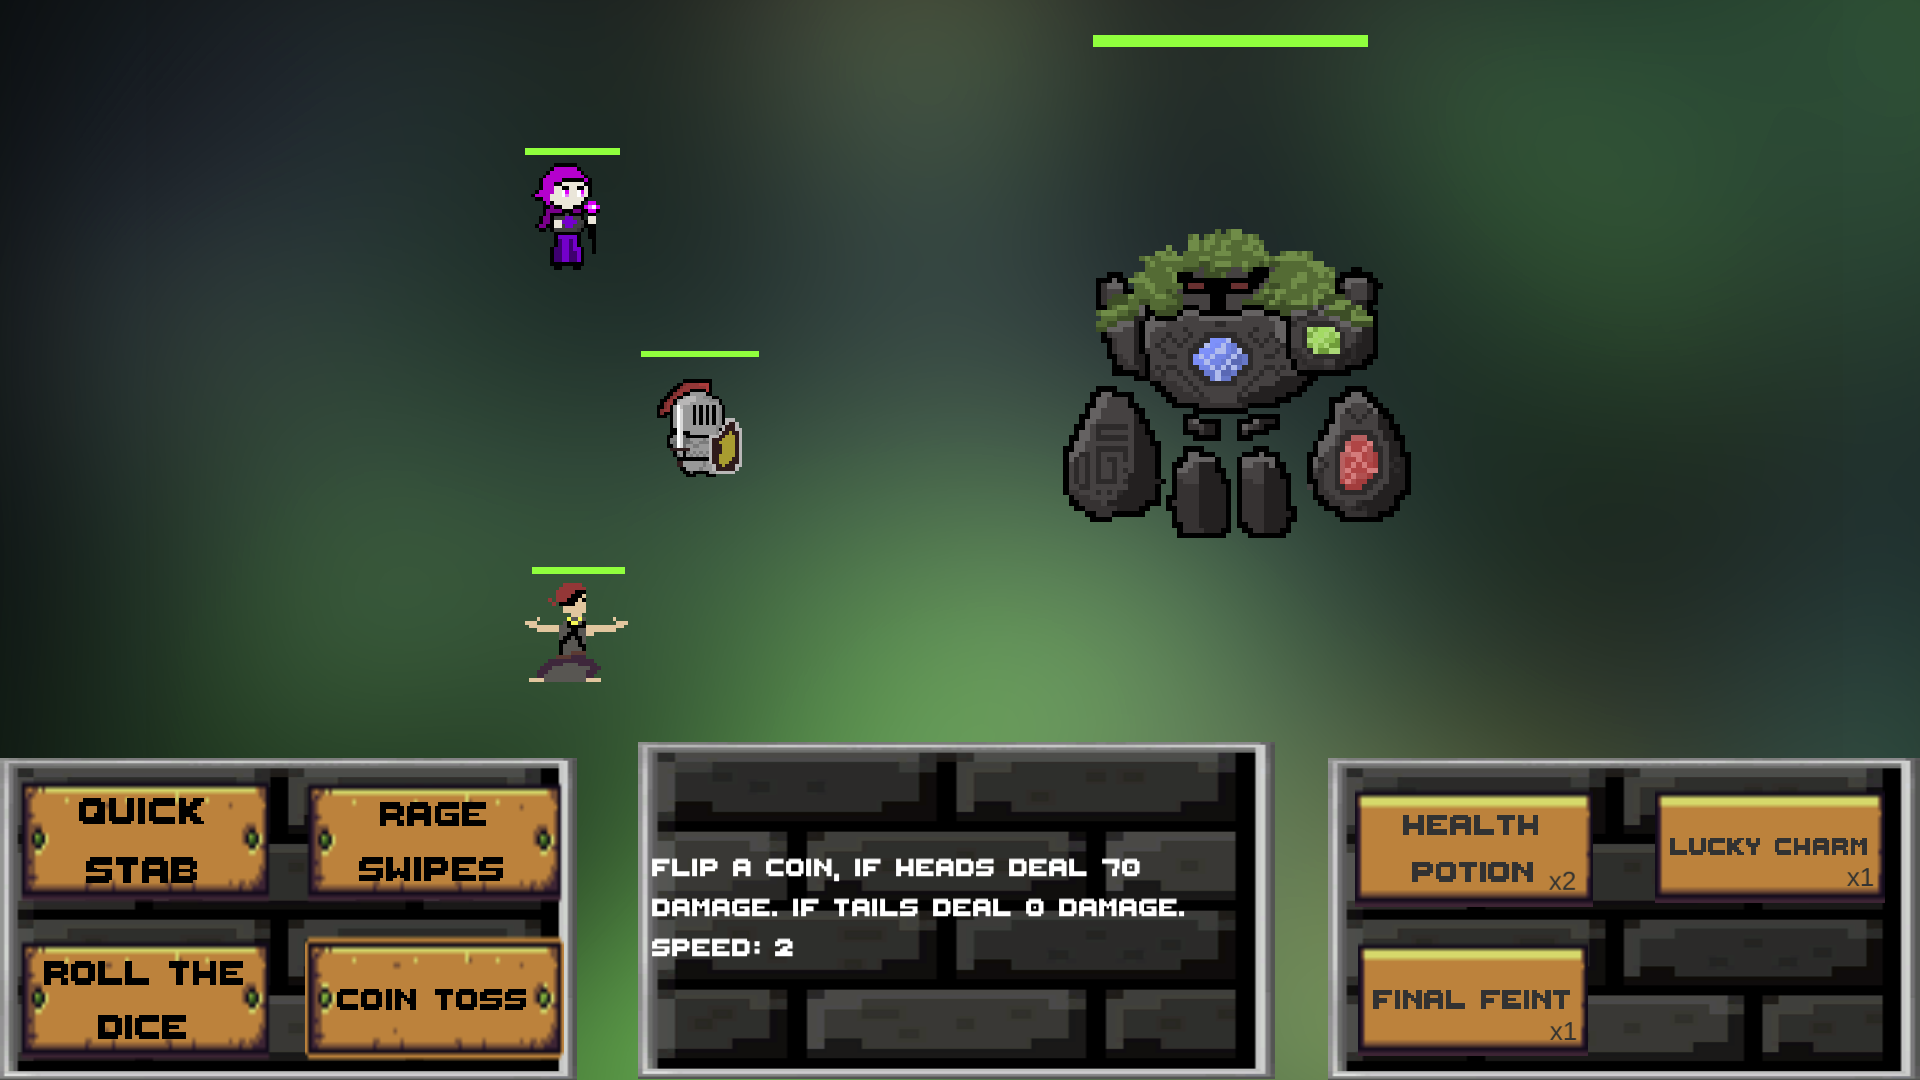 QUICK
STAB
RAGE
SWIPES
ROLL THE
DICE
COIN TOSS
FLIP A COIN, IF HEADS DEAL 70
DAMAGE. IF TAILS DEAL 0 DAMAGE.
SPEED: 2
HEALTH
POTION
x2
LUCKY CHARM
x1
FINAL FEINT
x1